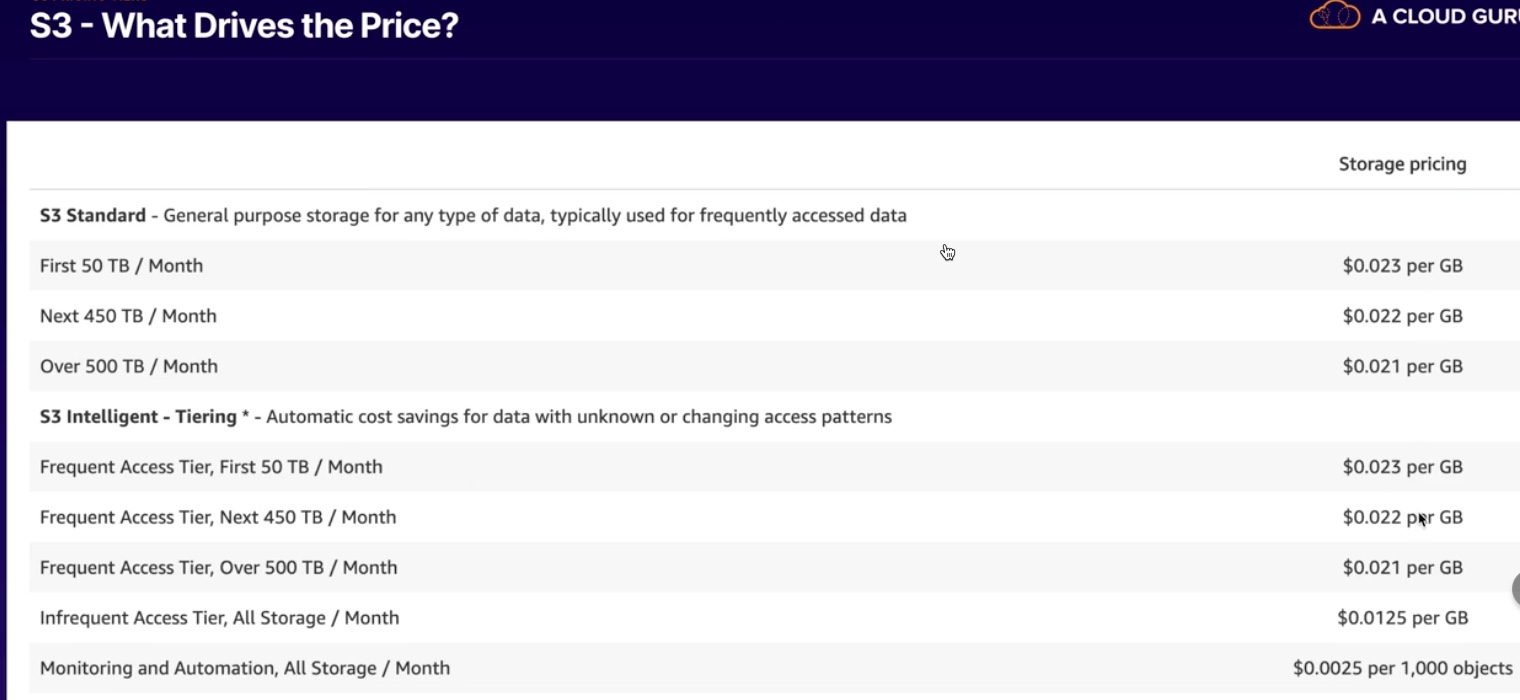 S3 - What Drives the Price?
A CLOUD GUR
Storage pricing
S3 Standard - General purpose storage for any type of data, typically used for frequently accessed data
First 50 TB / Month $0.023 per GB
Next 450 TB / Month $0.022 per GB
Over 500 TB / Month $0.021 per GB
S3 Intelligent - Tiering * - Automatic cost savings for data with unknown or changing access patterns
Frequent Access Tier, First 50 TB / Month $0.023 per GB
Frequent Access Tier, Next 450 TB / Month $0.022 per GB
Frequent Access Tier, Over 500 TB / Month $0.021 per GB
Infrequent Access Tier, All Storage / Month $0.0125 per GB
Monitoring and Automation, All Storage / Month $0.0025 per 1,000 objects